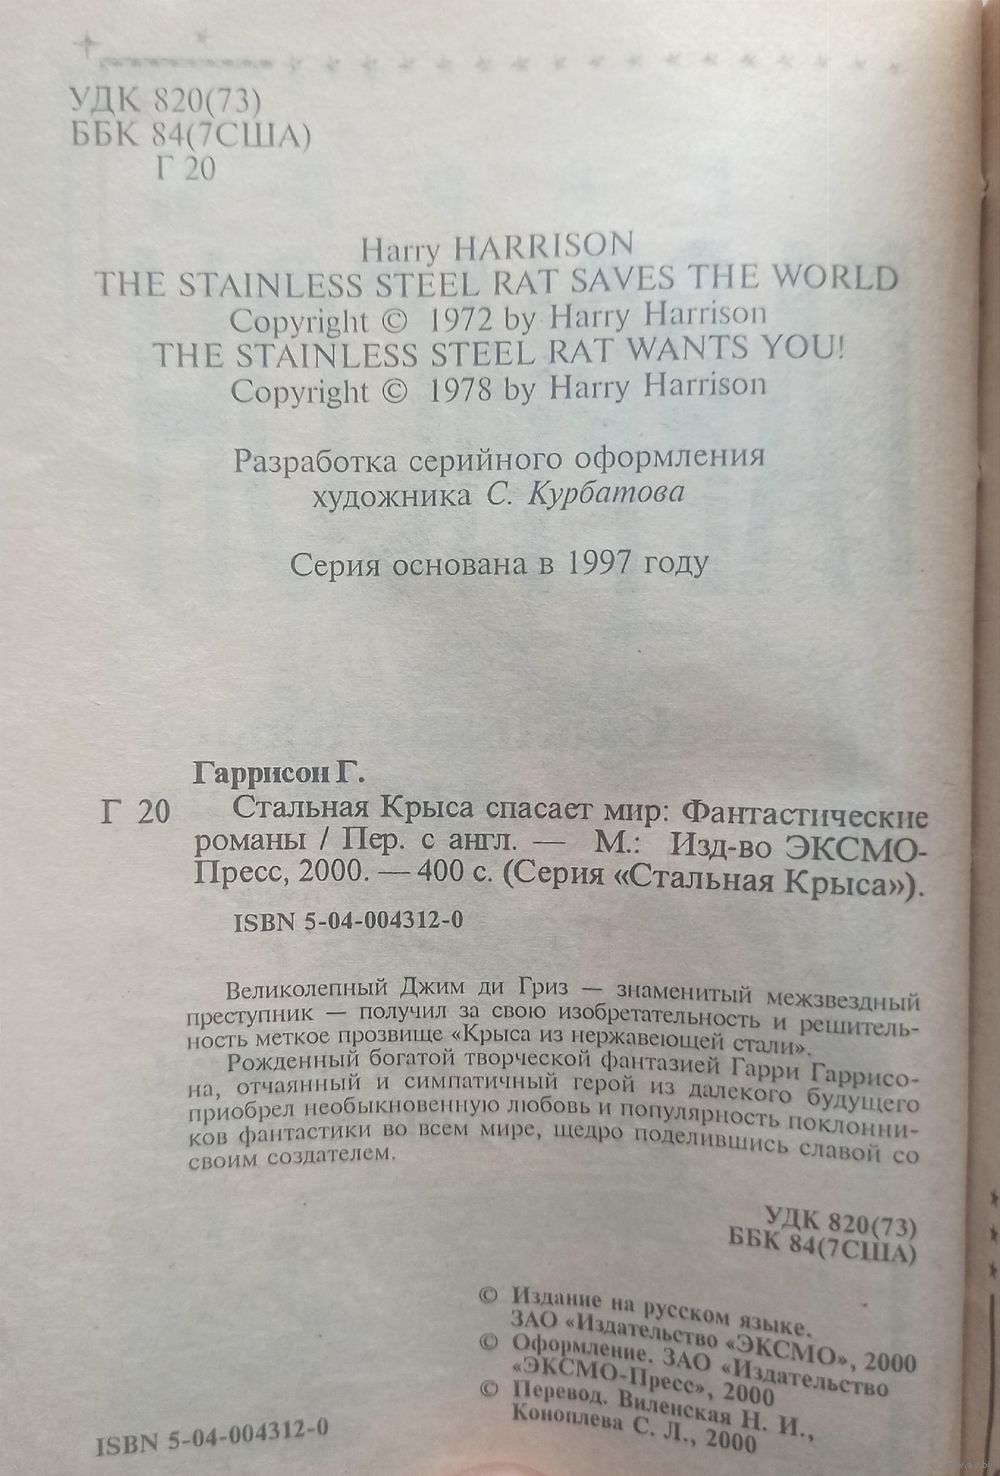 УДК 820(73)
ББК 84(7США)
Г 20
Harry HARRISON
THE STAINLESS STEEL RAT SAVES THE WORLD
Copyright © 1972 by Harry Harrison
THE STAINLESS STEEL RAT WANTS YOU!
Copyright © 1978 by Harry Harrison
Разработка серийного оформления
художника С. Курбатова
Серия основана в 1997 году
Гаррисон Г.
Г 20 Стальная Крыса спасает мир: Фантастические
романы / Пер. с англ. — М.: Изд-во ЭКСМО-
Пресс, 2000. — 400 с. (Серия «Стальная Крыса»).
ISBN 5-04-004312-0
Великолепный Джим ди Гриз — знаменитый межзвездный
преступник — получил за свою изобретательность и решитель-
ность меткое прозвище «Крыса из нержавеющей стали».
Рожденный богатой творческой фантазией Гарри Гаррисо-
на, отчаянный и симпатичный герой из далекого будущего
приобрел необыкновенную любовь и популярность поклонни-
ков фантастики во всем мире, щедро поделившись славой со
своим создателем.
УДК 820(73)
ББК 84(7США)
© Издание на русском языке.
ЗАО «Издательство «ЭКСМО», 2000
© Оформление. ЗАО «Издательство
«ЭКСМО-Пресс», 2000
© Перевод. Виленская Н. И.,
Коноплева С. Л., 2000
ISBN 5-04-004312-0